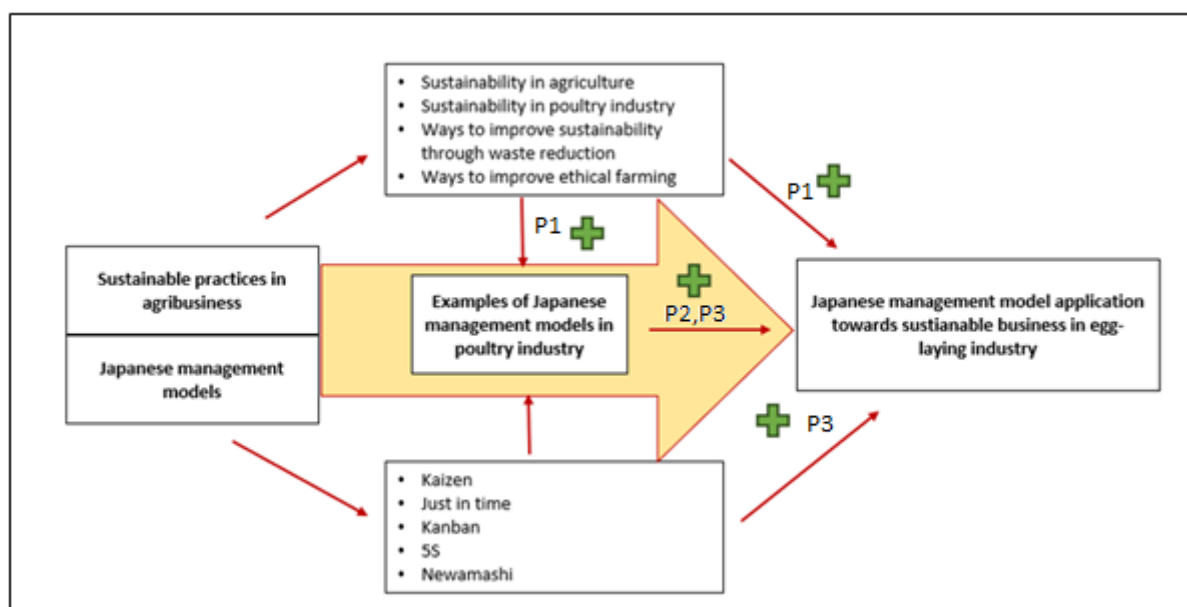 • Sustainability in agriculture
• Sustainability in poultry industry
• Ways to improve sustainability
through waste reduction
• Ways to improve ethical farming
P1
P1
Sustainable practices in
agribusiness
Japanese management
models
Examples of Japanese
management models in
poultry industry
P2,P3
Japanese management model application
towards sustianable business in egg-
laying industry
P3
• Kaizen
• Just in time
• Kanban
• 5S
• Newamashi